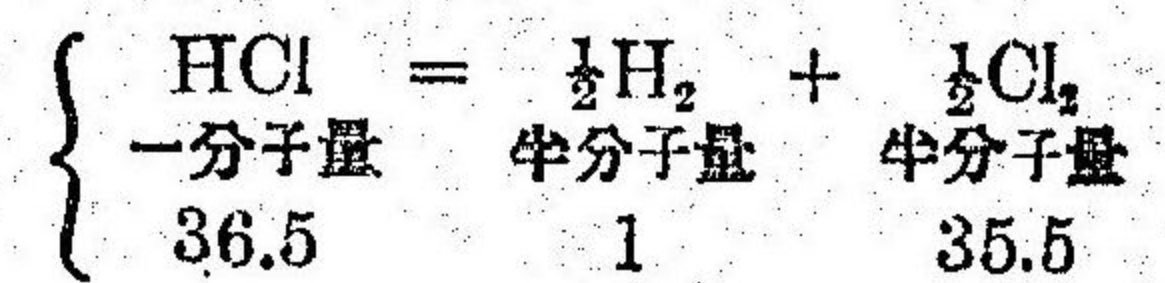 HCl = ½H₂ + ½Cl₂
一分子量 半分子量 半分子量
36.5 1 35.5